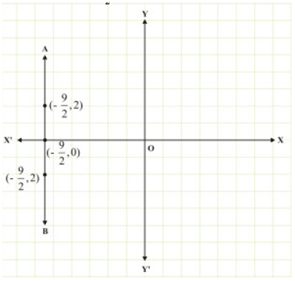 Y
A
(-9/2,2)
X'
X
O
(-9/2,0)
(-9/2,2)
B
Y'